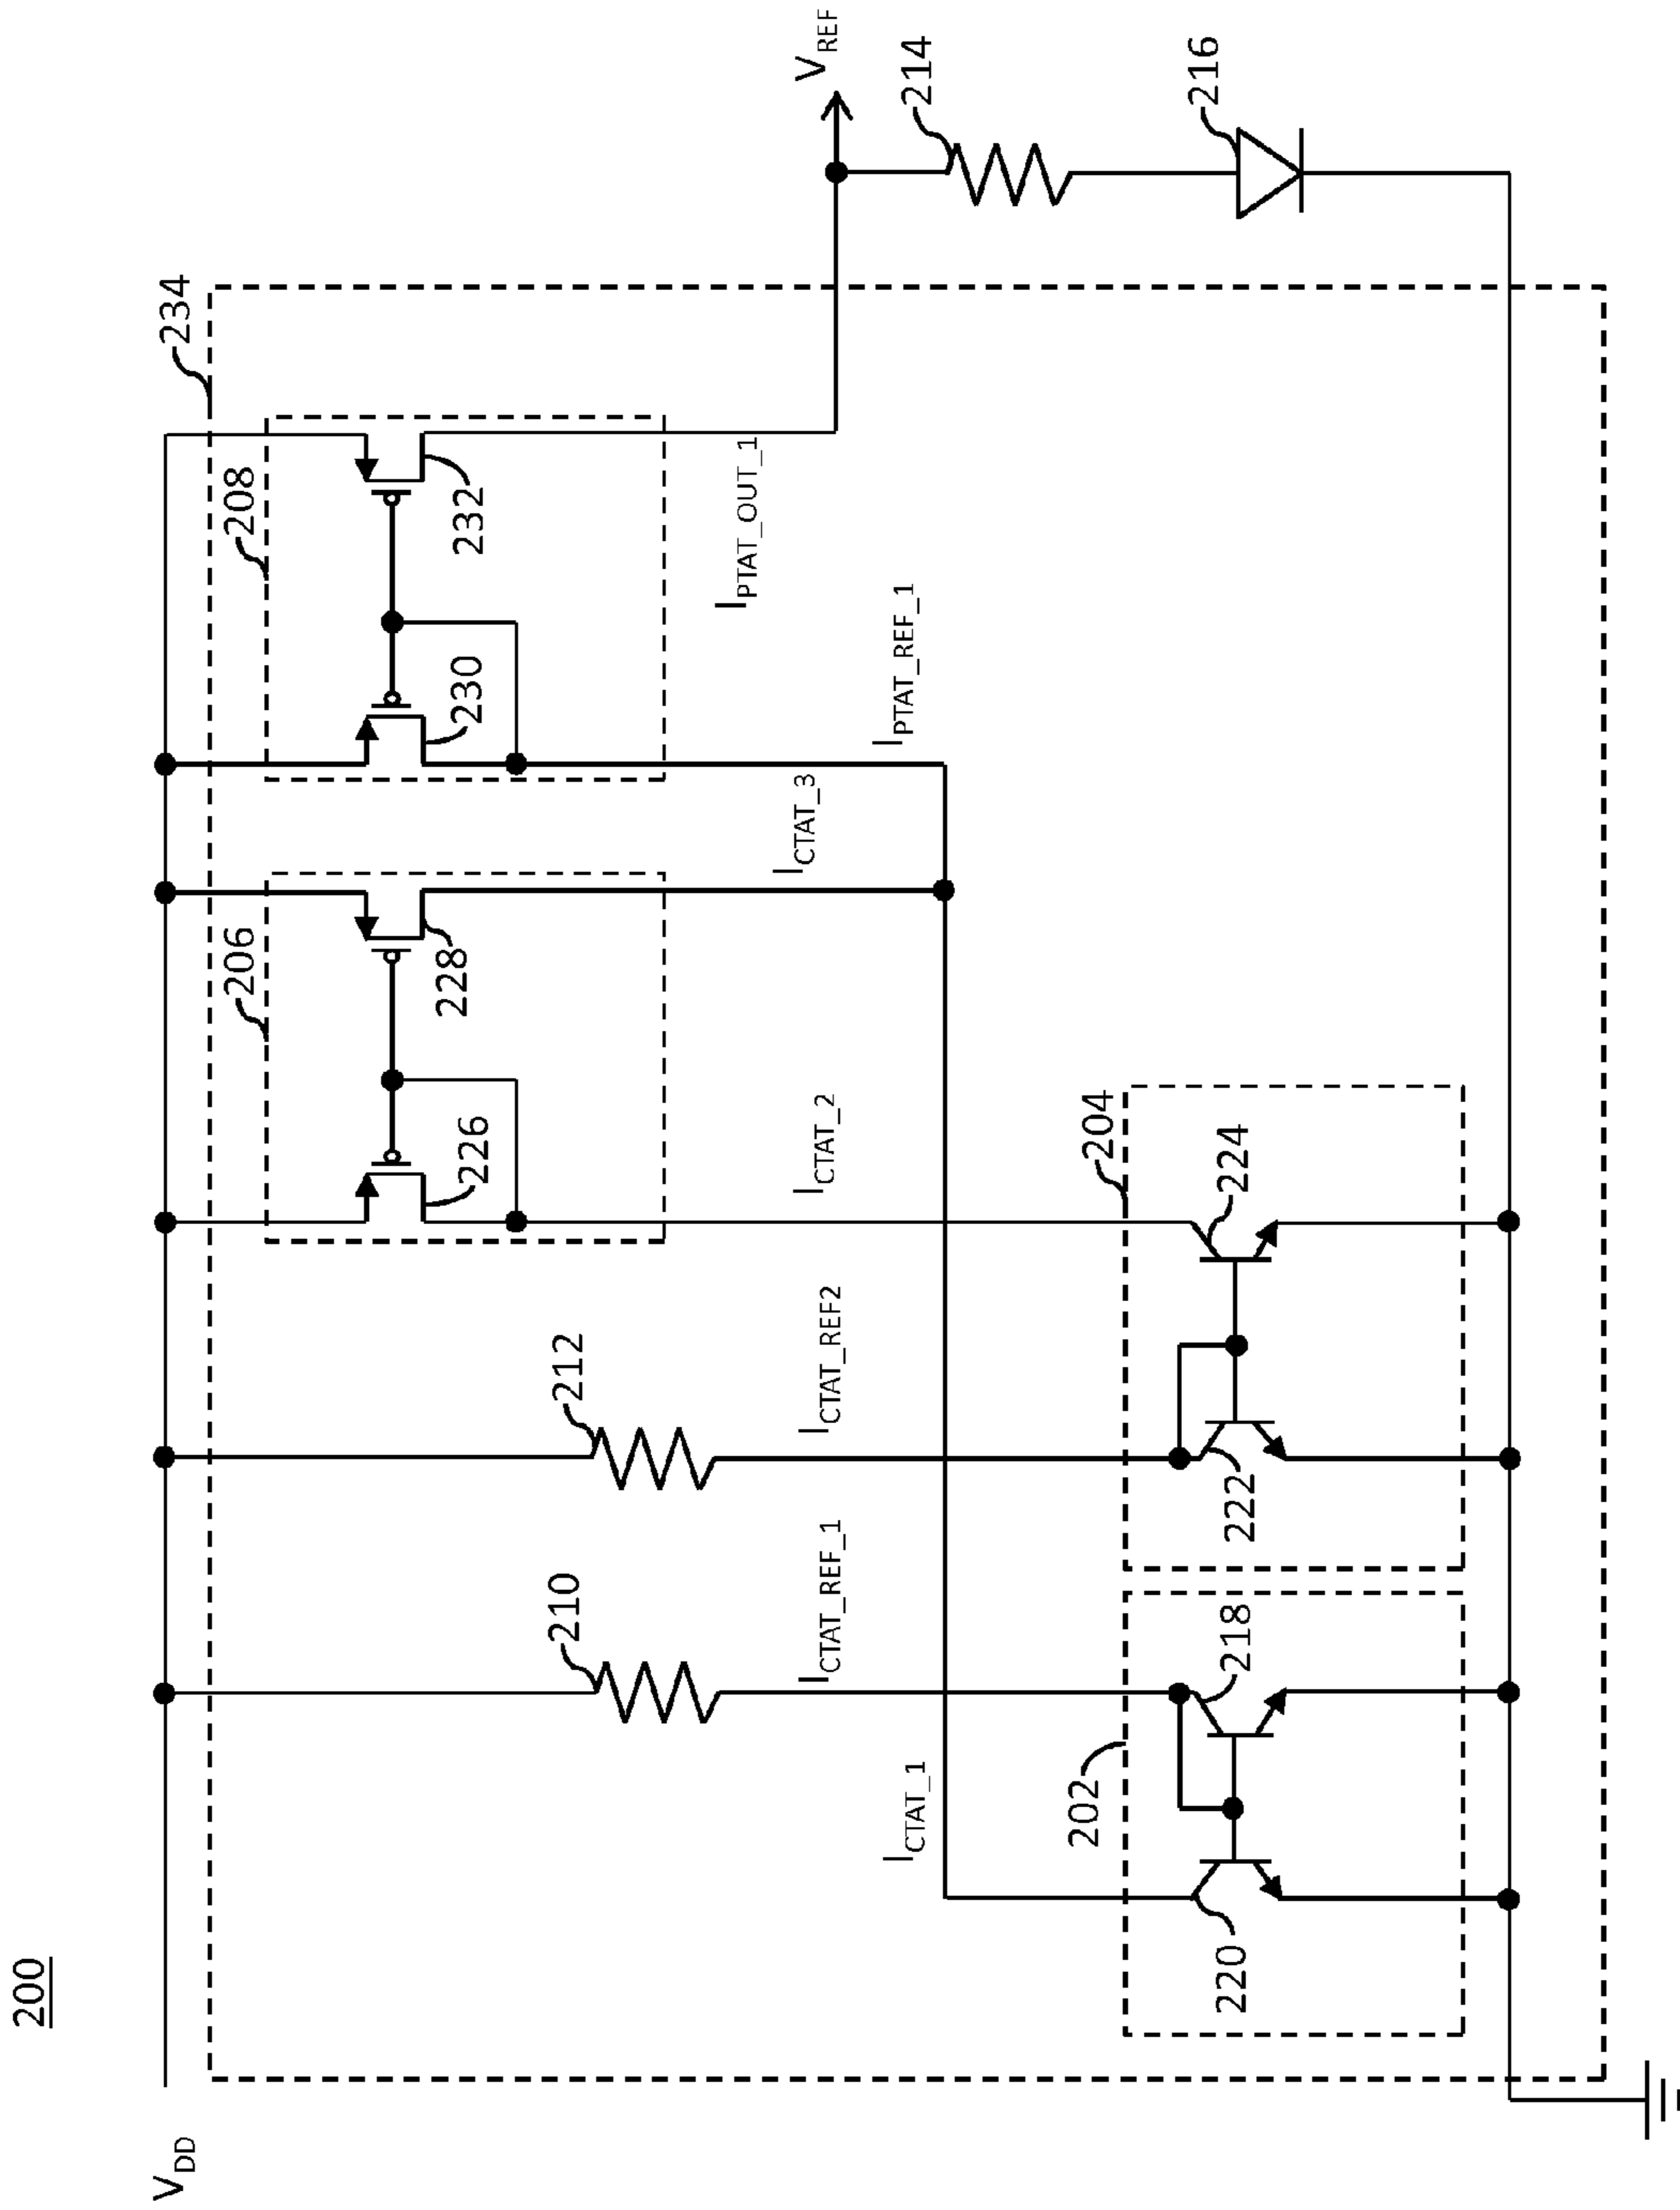 200
V_DD
234
206
208
226
228
230
232
210
212
I_CTAT_REF_1
I_CTAT_REF2
I_CTAT_2
I_CTAT_3
I_PTAT_OUT_1
V_REF
I_CTAT_1
I_PTAT_REF_1
214
202
204
220
218
222
224
216